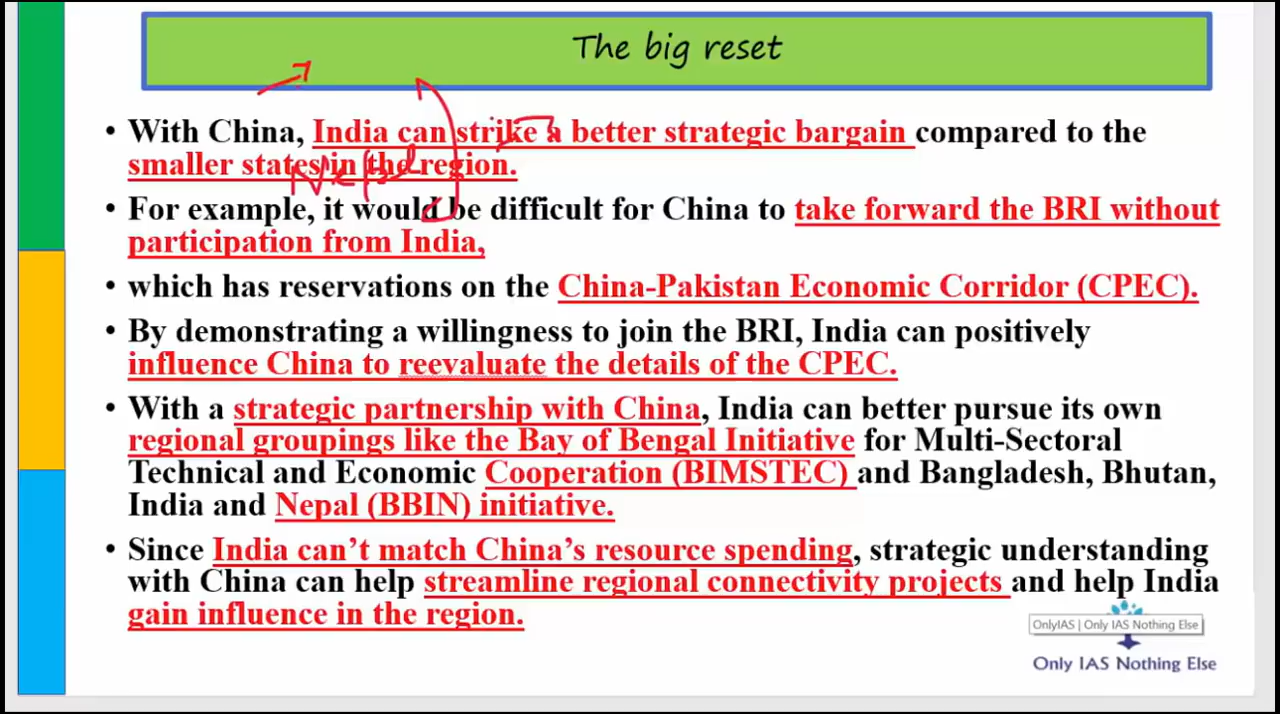 The big reset
• With China, India can strike a better strategic bargain compared to the
smaller states in the region.
Nepal
• For example, it would be difficult for China to take forward the BRI without
participation from India,
• which has reservations on the China-Pakistan Economic Corridor (CPEC).
• By demonstrating a willingness to join the BRI, India can positively
influence China to reevaluate the details of the CPEC.
• With a strategic partnership with China, India can better pursue its own
regional groupings like the Bay of Bengal Initiative for Multi-Sectoral
Technical and Economic Cooperation (BIMSTEC) and Bangladesh, Bhutan,
India and Nepal (BBIN) initiative.
• Since India can’t match China’s resource spending, strategic understanding
with China can help streamline regional connectivity projects and help India
gain influence in the region.
OnlyIAS | Only IAS Nothing Else
Only IAS Nothing Else